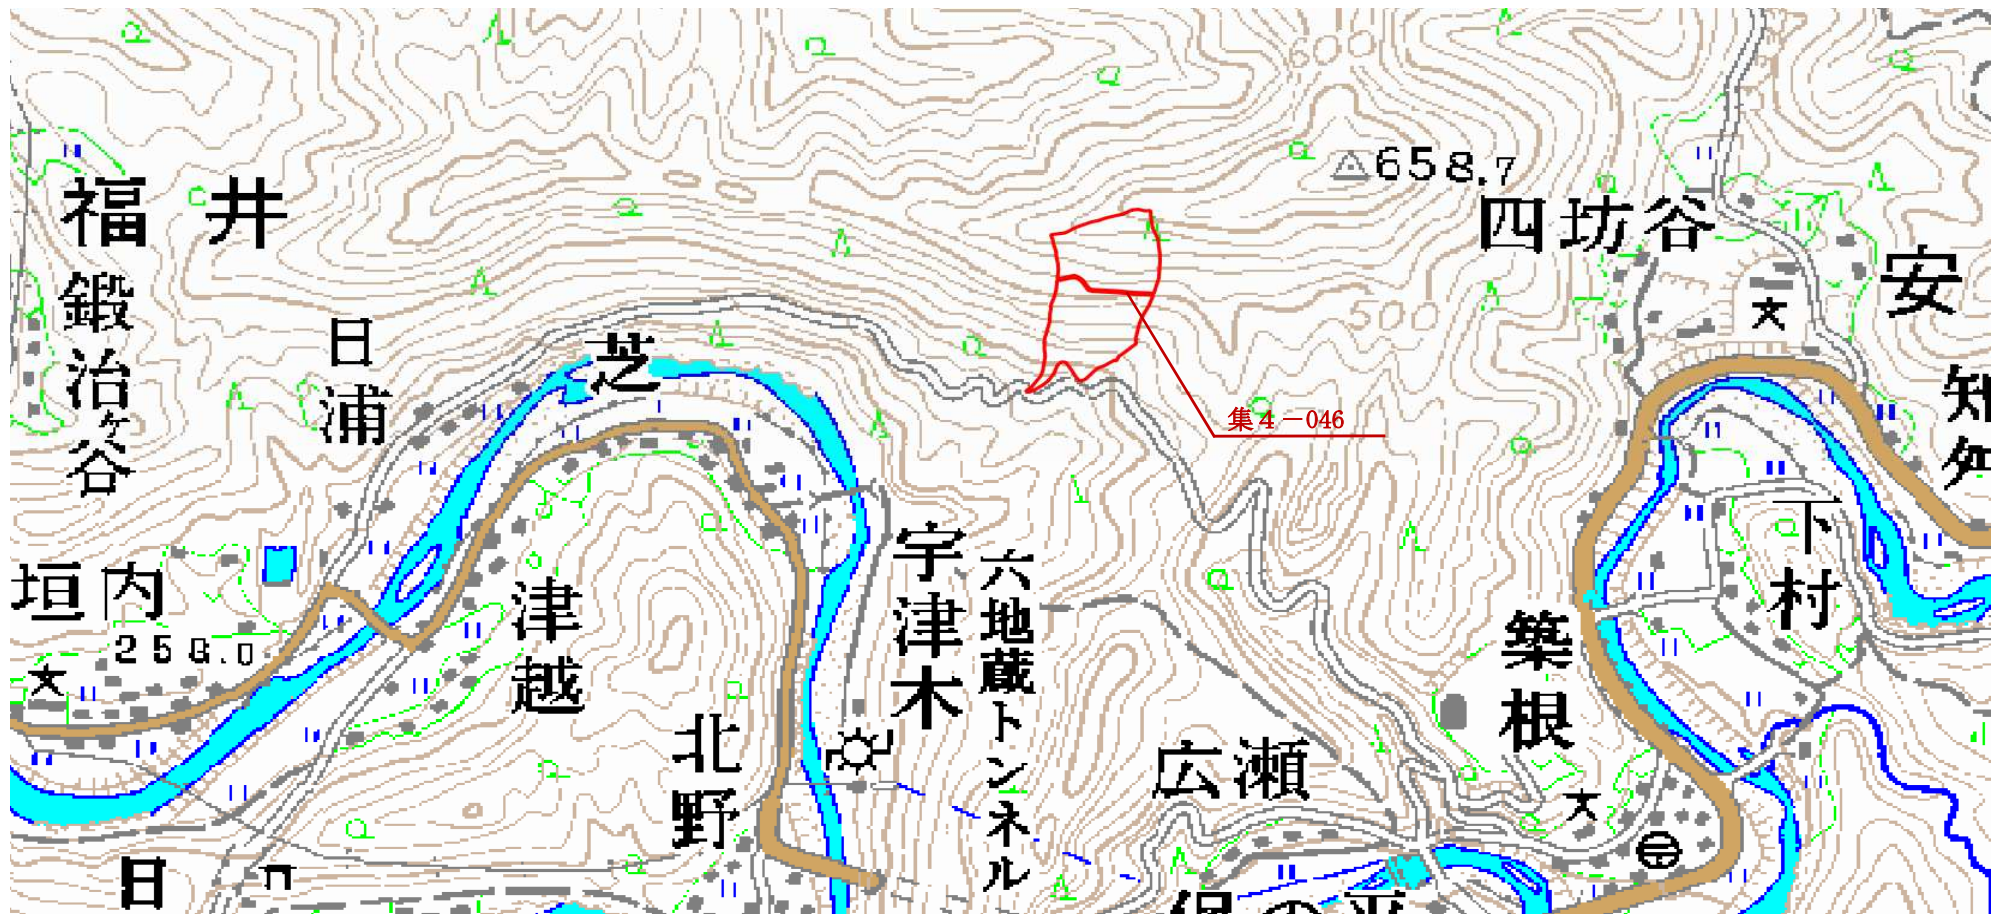 600
658.7
四坊谷
福井
安
知
鍛治ヶ谷
日浦
芝
500
集4-046
下村
垣内
津越
宇津木
六地蔵トンネル
築根
北野
広瀬
日